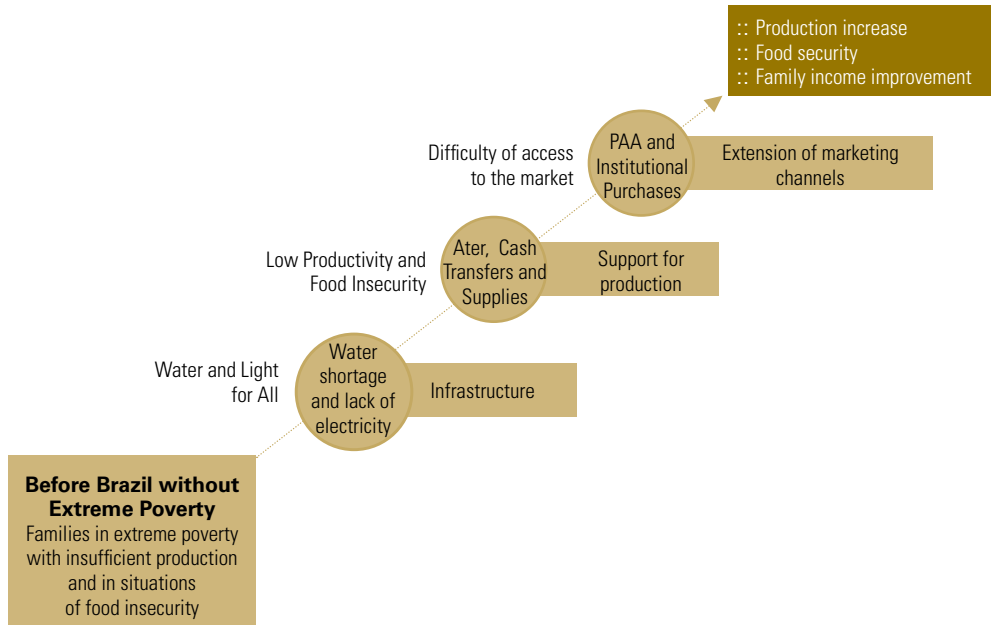 :: Production increase
:: Food security
:: Family income improvement
Difficulty of access
to the market
PAA and
Institutional
Purchases
Extension of marketing
channels
Low Productivity and
Food Insecurity
Ater, Cash
Transfers and
Supplies
Support for
production
Water and Light
for All
Water
shortage
and lack of
electricity
Infrastructure
Before Brazil without
Extreme Poverty
Families in extreme poverty
with insufficient production
and in situations
of food insecurity